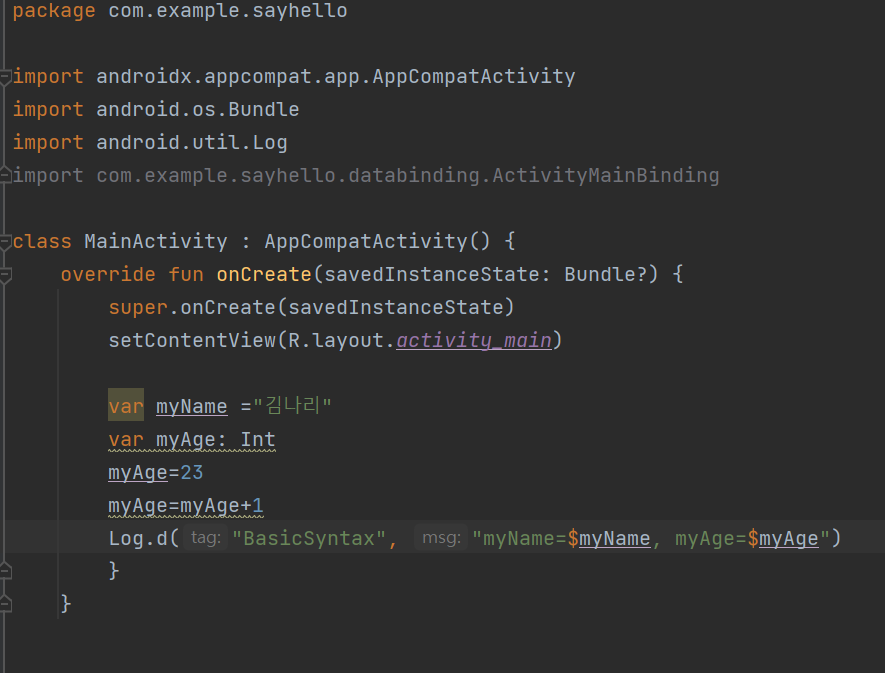 package com.example.sayhello
import androidx.appcompat.app.AppCompatActivity
import android.os.Bundle
import android.util.Log
import com.example.sayhello.databinding.ActivityMainBinding
class MainActivity : AppCompatActivity() {
override fun onCreate(savedInstanceState: Bundle?) {
super.onCreate(savedInstanceState)
setContentView(R.layout.activity_main)
var myName ="김나리"
var myAge: Int
myAge=23
myAge=myAge+1
Log.d( tag: "BasicSyntax", msg: "myName=$myName, myAge=$myAge")
}
}